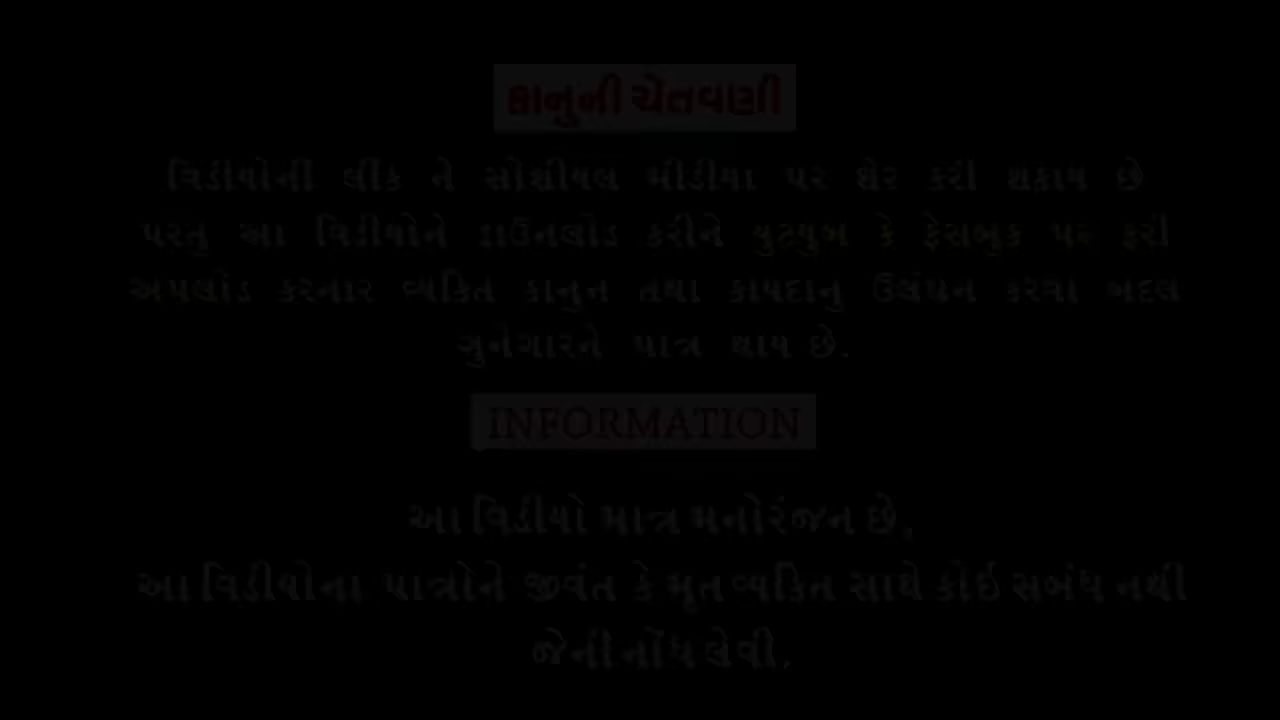 કાનુની ચેતવણી
વિડીયોની લીંક ને સોશીયલ મીડીયા પર શેર કરી શકાય છે
પરંતુ આ વિડીયોને ડાઉનલોડ કરીને યુટયુબ કે ફેસબુક પર ફરી
અપલોડ કરનાર વ્યકિત કાનુન તથા કાયદાનુ ઉલંઘન કરવા બદલ
ગુનેગારને પાત્ર થાય છે.
INFORMATION
આ વિડીયો માત્ર મનોરંજન છે,
આ વિડીયોના પાત્રોને જીવંત કે મૃત વ્યકિત સાથે કોઈ સબંધ નથી
જેની નોંધ લેવી.